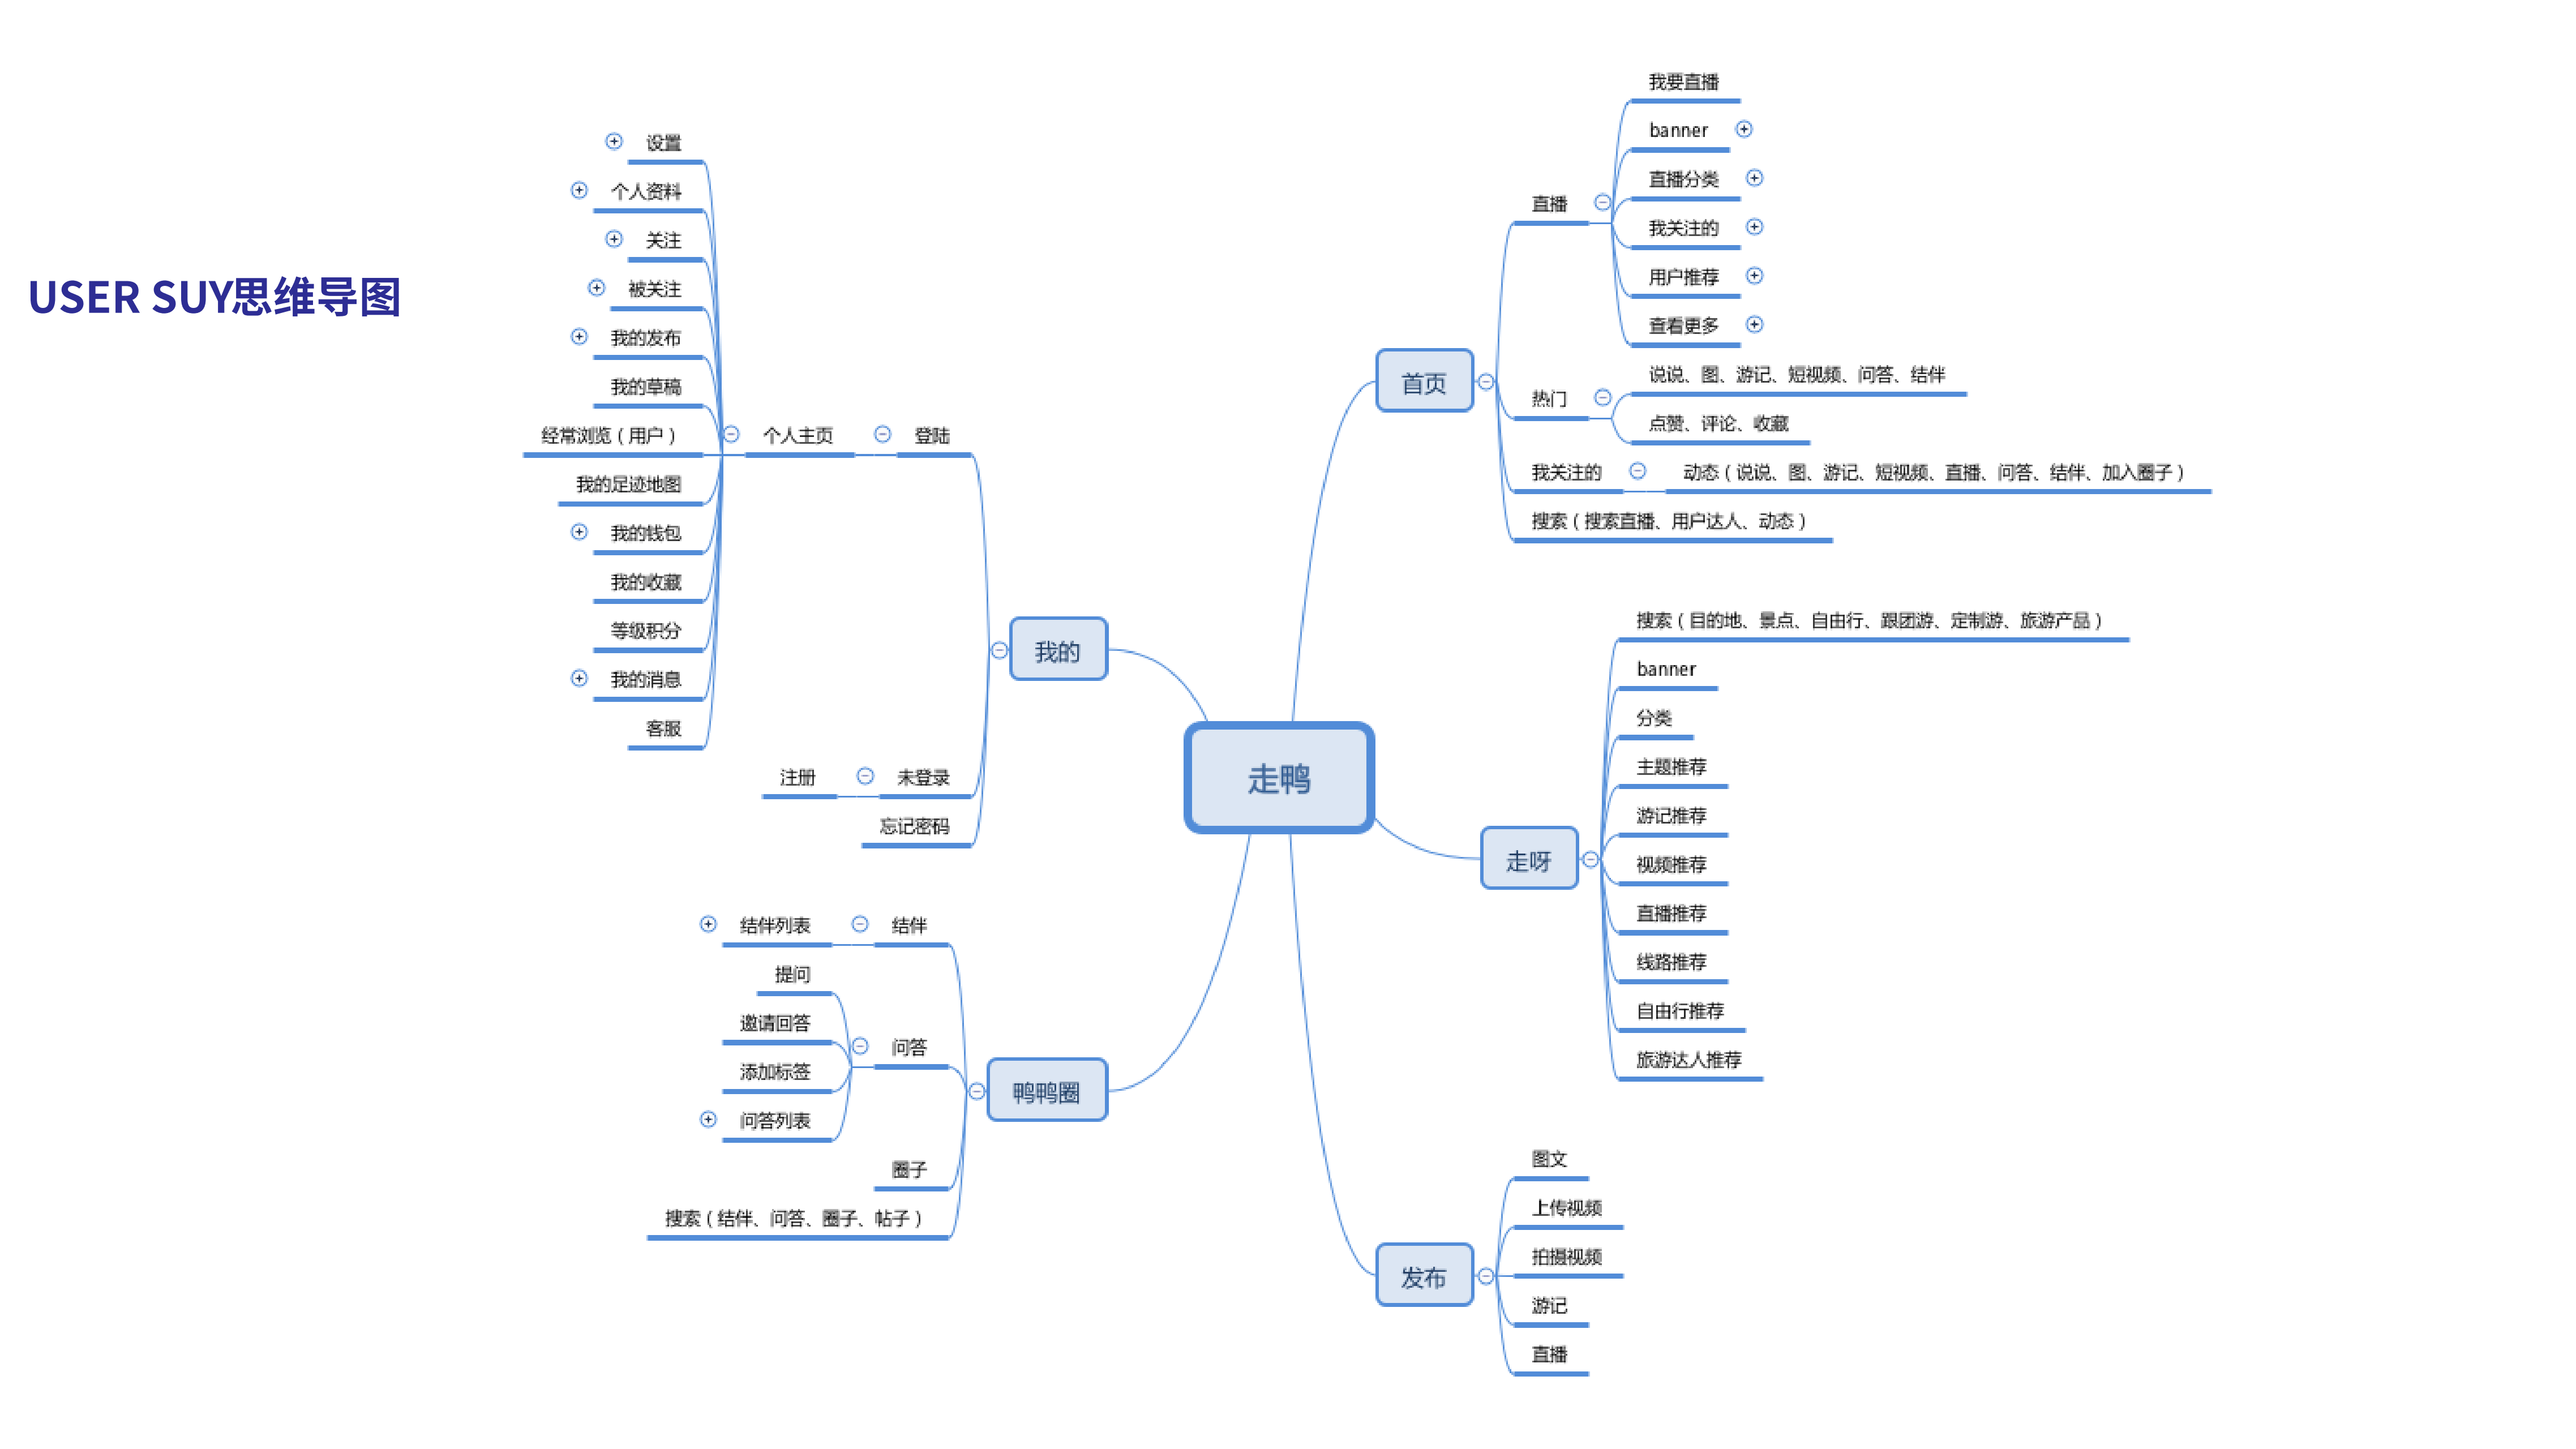 USER SUY思维导图
走鸭
首页
直播
我要直播
banner
直播分类
我关注的
用户推荐
查看更多
热门
说说、图、游记、短视频、问答、结伴
点赞、评论、收藏
我关注的
动态（说说、图、游记、短视频、直播、问答、结伴、加入圈子）
搜索（搜索直播、用户达人、动态）
走呀
搜索（目的地、景点、自由行、跟团游、定制游、旅游产品）
banner
分类
主题推荐
游记推荐
视频推荐
直播推荐
线路推荐
自由行推荐
旅游达人推荐
发布
图文
上传视频
拍摄视频
游记
直播
我的
登陆
个人主页
设置
个人资料
关注
被关注
我的发布
我的草稿
经常浏览（用户）
我的足迹地图
我的钱包
我的收藏
等级积分
我的消息
客服
未登录
注册
忘记密码
鸭鸭圈
结伴
结伴列表
问答
提问
邀请回答
添加标签
问答列表
圈子
搜索（结伴、问答、圈子、帖子）